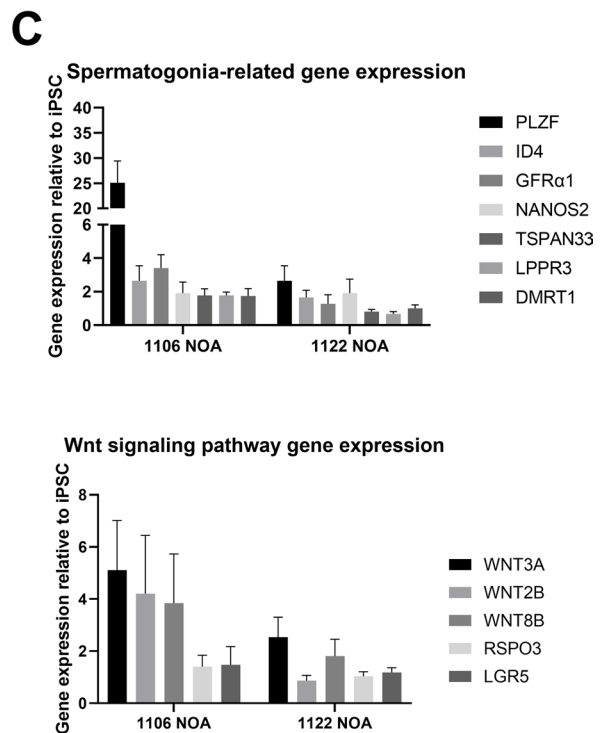 C
Spermatogonia-related gene expression
Gene expression relative to iPSC
40
35
30
25
20
6
4
2
0
1106 NOA
1122 NOA
PLZF
ID4
GFRα1
NANOS2
TSPAN33
LPPR3
DMRT1
Wnt signaling pathway gene expression
Gene expression relative to iPSC
8
6
4
2
0
1106 NOA
1122 NOA
WNT3A
WNT2B
WNT8B
RSPO3
LGR5